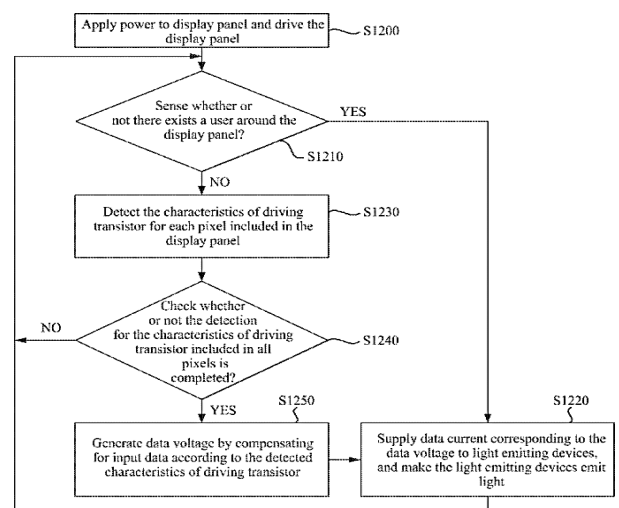 Apply power to display panel and drive the
display panel
S1200
Sense whether or
not there exists a user around the
display panel?
YES
S1210
NO
Detect the characteristics of driving
transistor for each pixel included in the
display panel
S1230
Check whether
or not the detection
for the characteristics of driving
transistor included in all
pixels is
completed?
NO
S1240
YES
S1250
Generate data voltage by compensating
for input data according to the detected
characteristics of driving transistor
S1220
Supply data current corresponding to the
data voltage to light emitting devices,
and make the light emitting devices emit
light